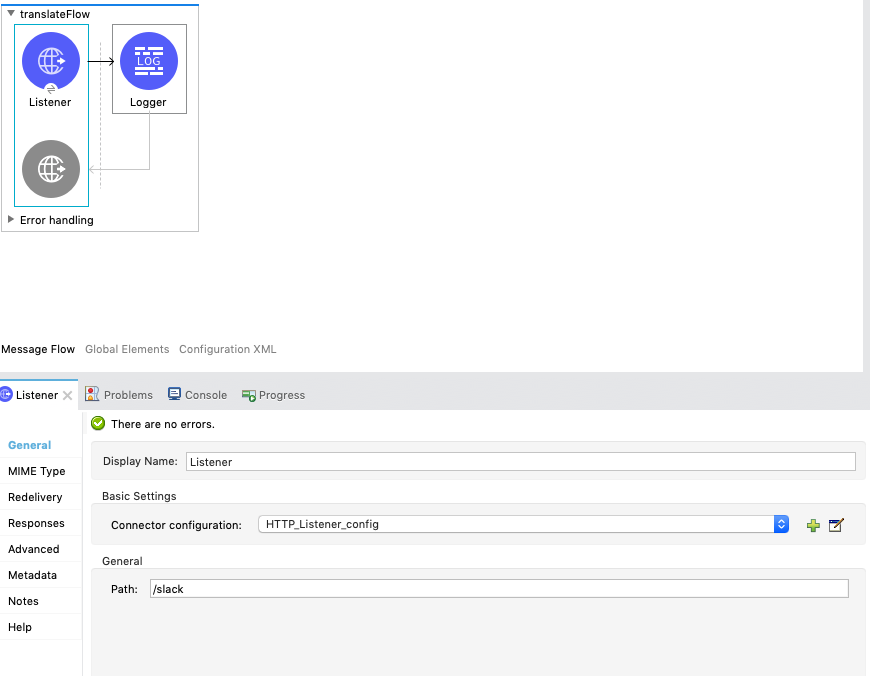 translateFlow
LOG
Listener
Logger
Error handling
Message Flow Global Elements Configuration XML
Listener Problems Console Progress
There are no errors.
General
MIME Type
Redelivery
Responses
Advanced
Metadata
Notes
Help
Display Name: Listener
Basic Settings
Connector configuration: HTTP_Listener_config
General
Path: /slack